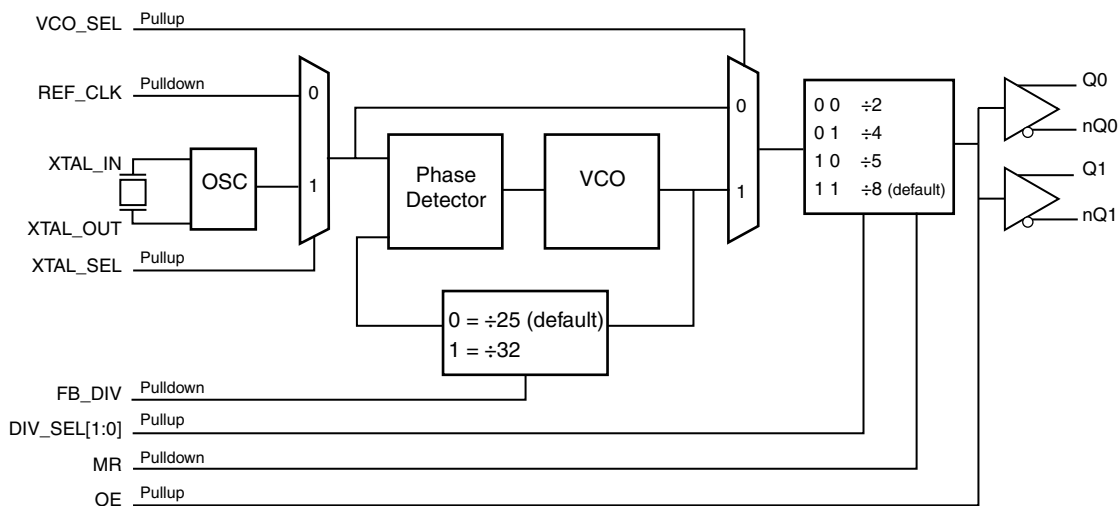 VCO_SEL Pullup
REF_CLK Pulldown
XTAL_IN
OSC
XTAL_OUT
XTAL_SEL Pullup
0
1
Phase
Detector
VCO
0
1
0 0 ÷2
0 1 ÷4
1 0 ÷5
1 1 ÷8 (default)
Q0
nQ0
Q1
nQ1
0 = ÷25 (default)
1 = ÷32
FB_DIV Pulldown
DIV_SEL[1:0] Pullup
MR Pulldown
OE Pullup